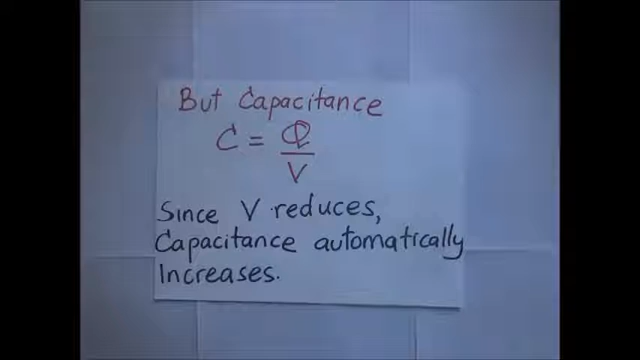 But Capacitance
C = Q
V
Since V reduces,
Capacitance automatically
increases.